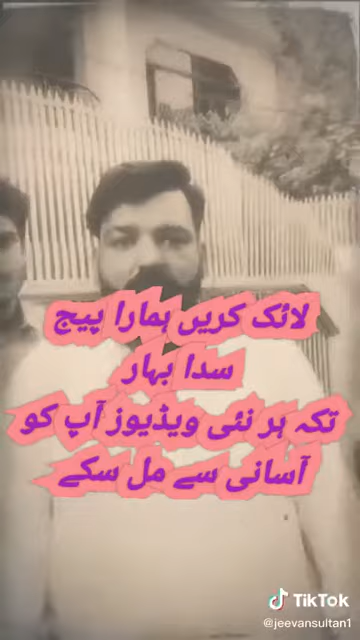 لائک کریں ہمارا پیج
سدا بہار
تکہ ہر نئی ویڈیوز آپ کو
آسانی سے مل سکے
TikTok
@jeevansultan1